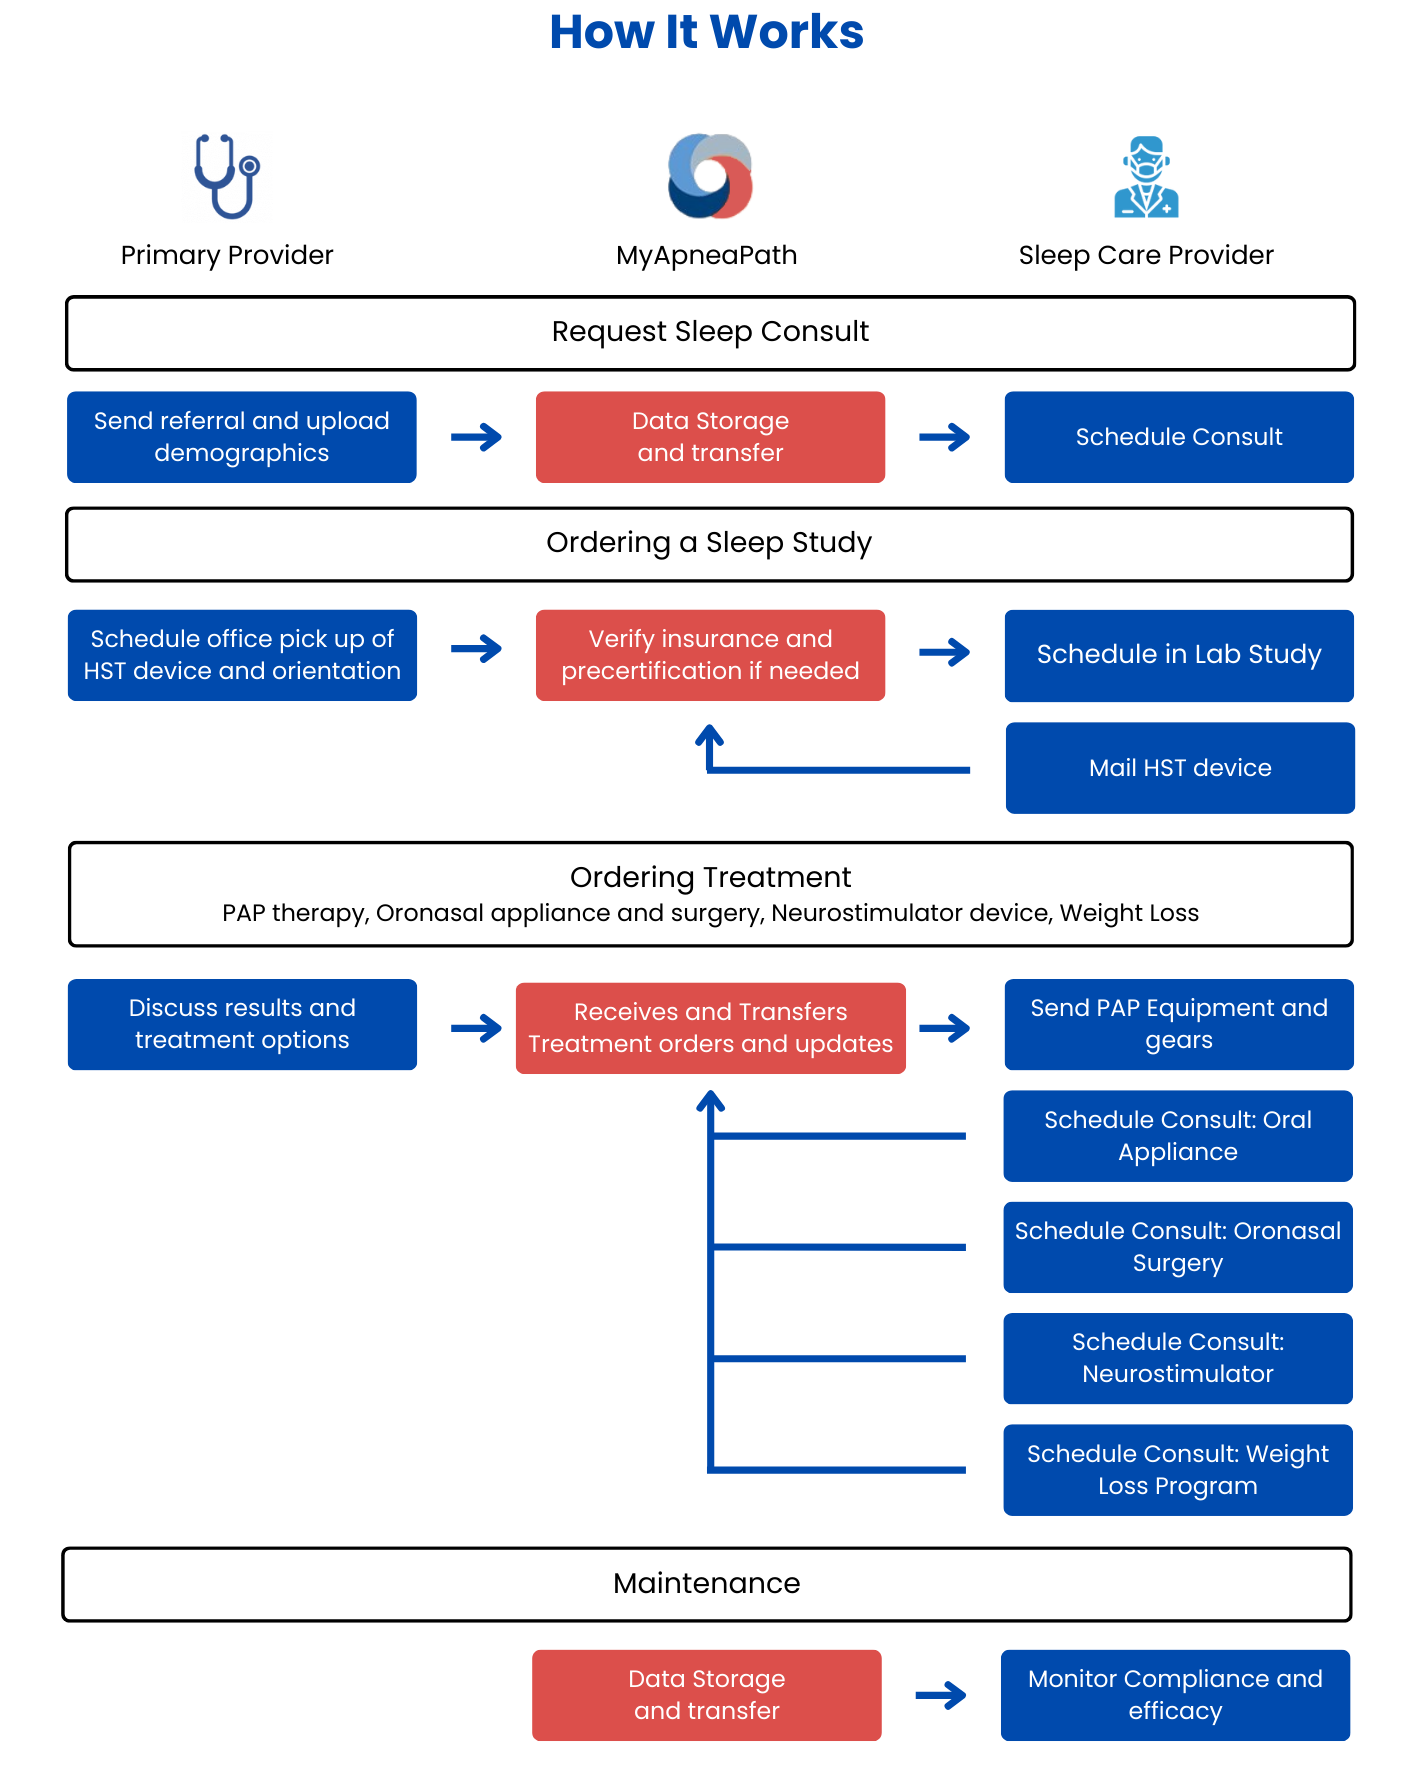 How It Works
Primary Provider
MyApneaPath
Sleep Care Provider
Request Sleep Consult
Send referral and upload
demographics
Data Storage
and transfer
Schedule Consult
Ordering a Sleep Study
Schedule office pick up of
HST device and orientation
Verify insurance and
precertification if needed
Schedule in Lab Study
Mail HST device
Ordering Treatment
PAP therapy, Oronasal appliance and surgery, Neurostimulator device, Weight Loss
Discuss results and
treatment options
Receives and Transfers
Treatment orders and updates
Send PAP Equipment and
gears
Schedule Consult: Oral
Appliance
Schedule Consult: Oronasal
Surgery
Schedule Consult:
Neurostimulator
Schedule Consult: Weight
Loss Program
Maintenance
Data Storage
and transfer
Monitor Compliance and
efficacy